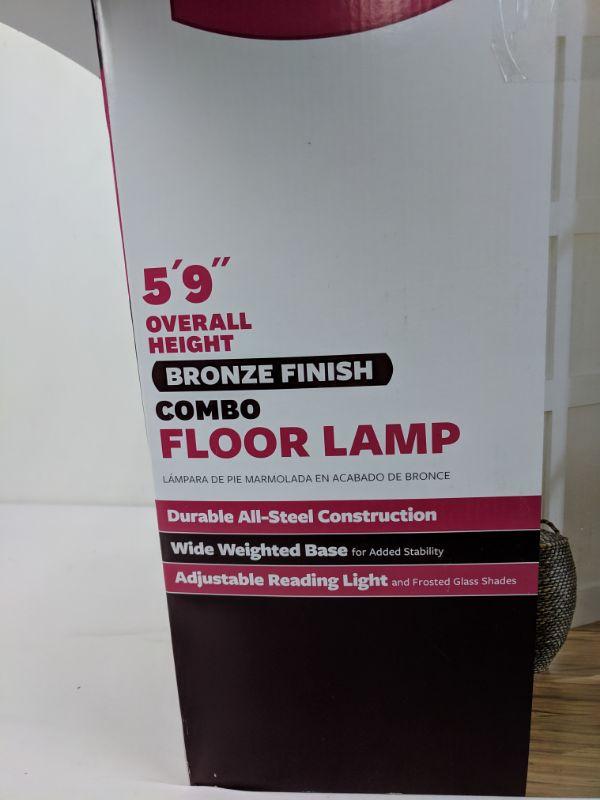 5'9"
OVERALL
HEIGHT
BRONZE FINISH
COMBO
FLOOR LAMP
LÁMPARA DE PIE MARMOLADA EN ACABADO DE BRONCE
Durable All-Steel Construction
Wide Weighted Base for Added Stability
Adjustable Reading Light and Frosted Glass Shades